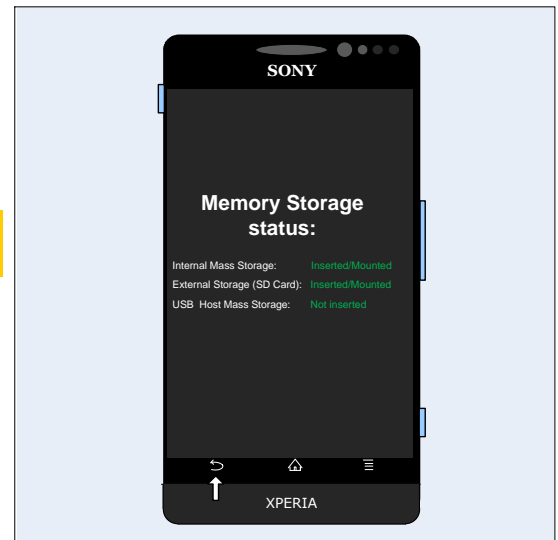 SONY
Memory Storage
status:
Internal Mass Storage: Inserted/Mounted
External Storage (SD Card): Inserted/Mounted
USB Host Mass Storage: Not inserted
XPERIA